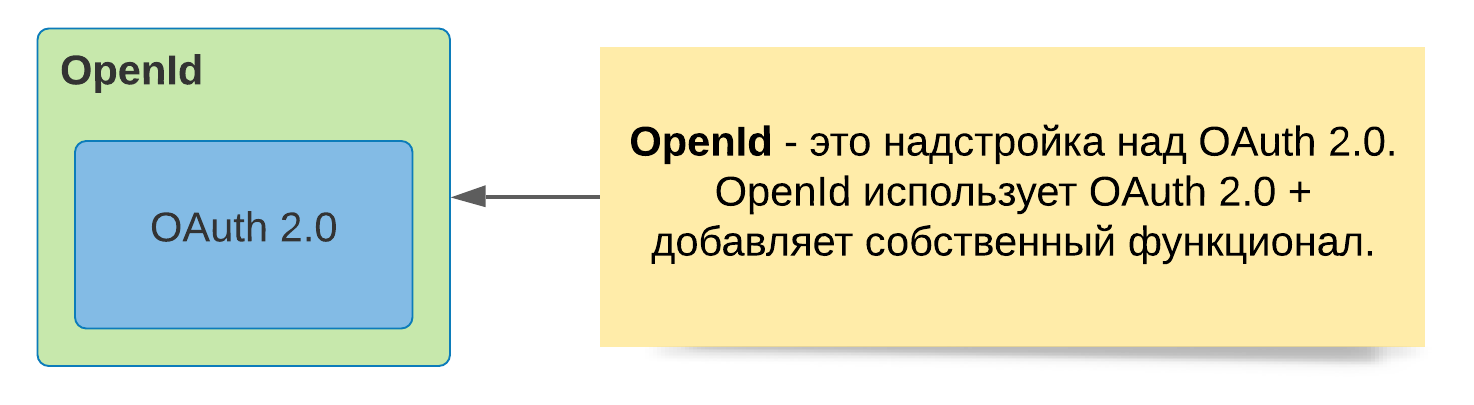 OpenId
OAuth 2.0
OpenId - это надстройка над OAuth 2.0.
OpenId использует OAuth 2.0 +
добавляет собственный функционал.